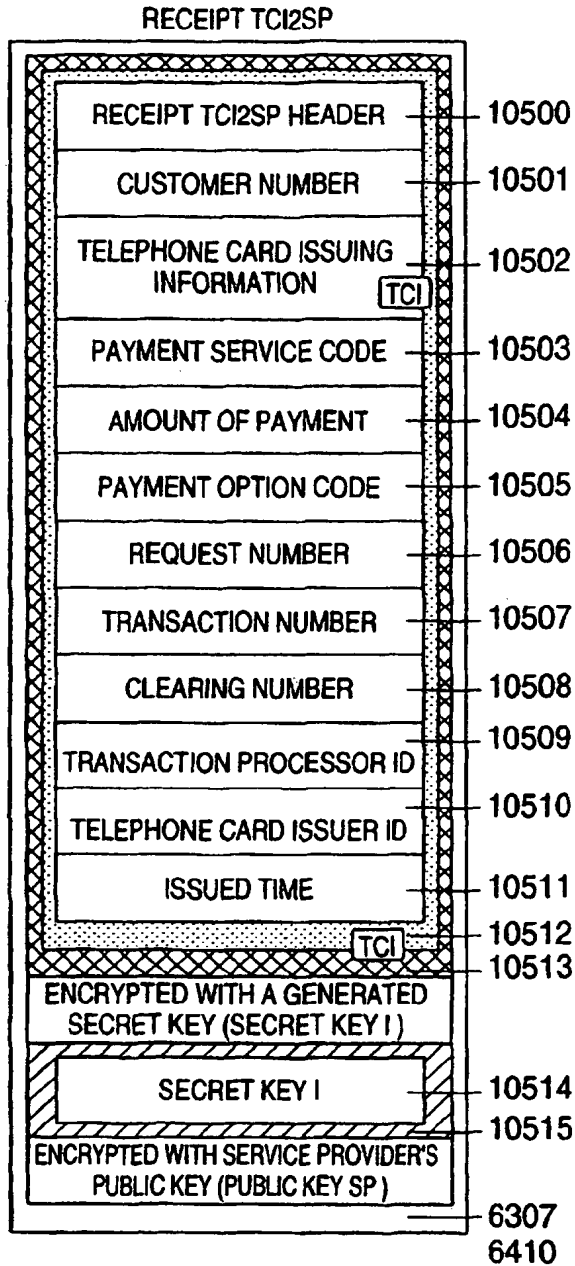 RECEIPT TCI2SP
RECEIPT TCI2SP HEADER
10500
CUSTOMER NUMBER
10501
TELEPHONE CARD ISSUING
INFORMATION
10502
TCI
PAYMENT SERVICE CODE
10503
AMOUNT OF PAYMENT
10504
PAYMENT OPTION CODE
10505
REQUEST NUMBER
10506
TRANSACTION NUMBER
10507
CLEARING NUMBER
10508
10509
TRANSACTION PROCESSOR ID
10510
TELEPHONE CARD ISSUER ID
ISSUED TIME
10511
10512
TCI
10513
ENCRYPTED WITH A GENERATED
SECRET KEY (SECRET KEY I)
SECRET KEY I
10514
10515
ENCRYPTED WITH SERVICE PROVIDER'S
PUBLIC KEY (PUBLIC KEY SP)
6307
6410